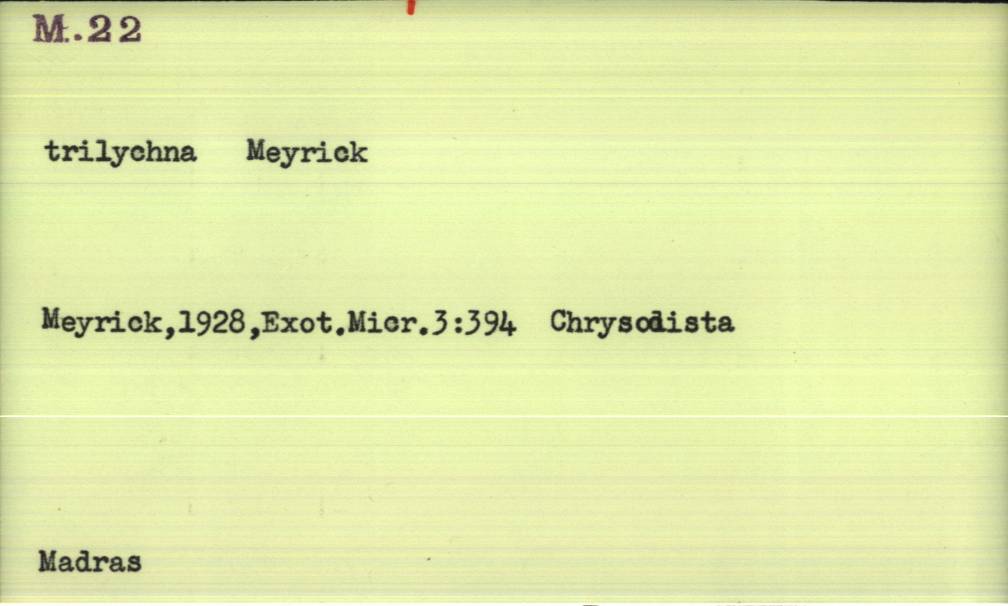 M.22
trilychna Meyrick
Meyrick,1928,Exot.Micr.3:394 Chrysodista
Madras